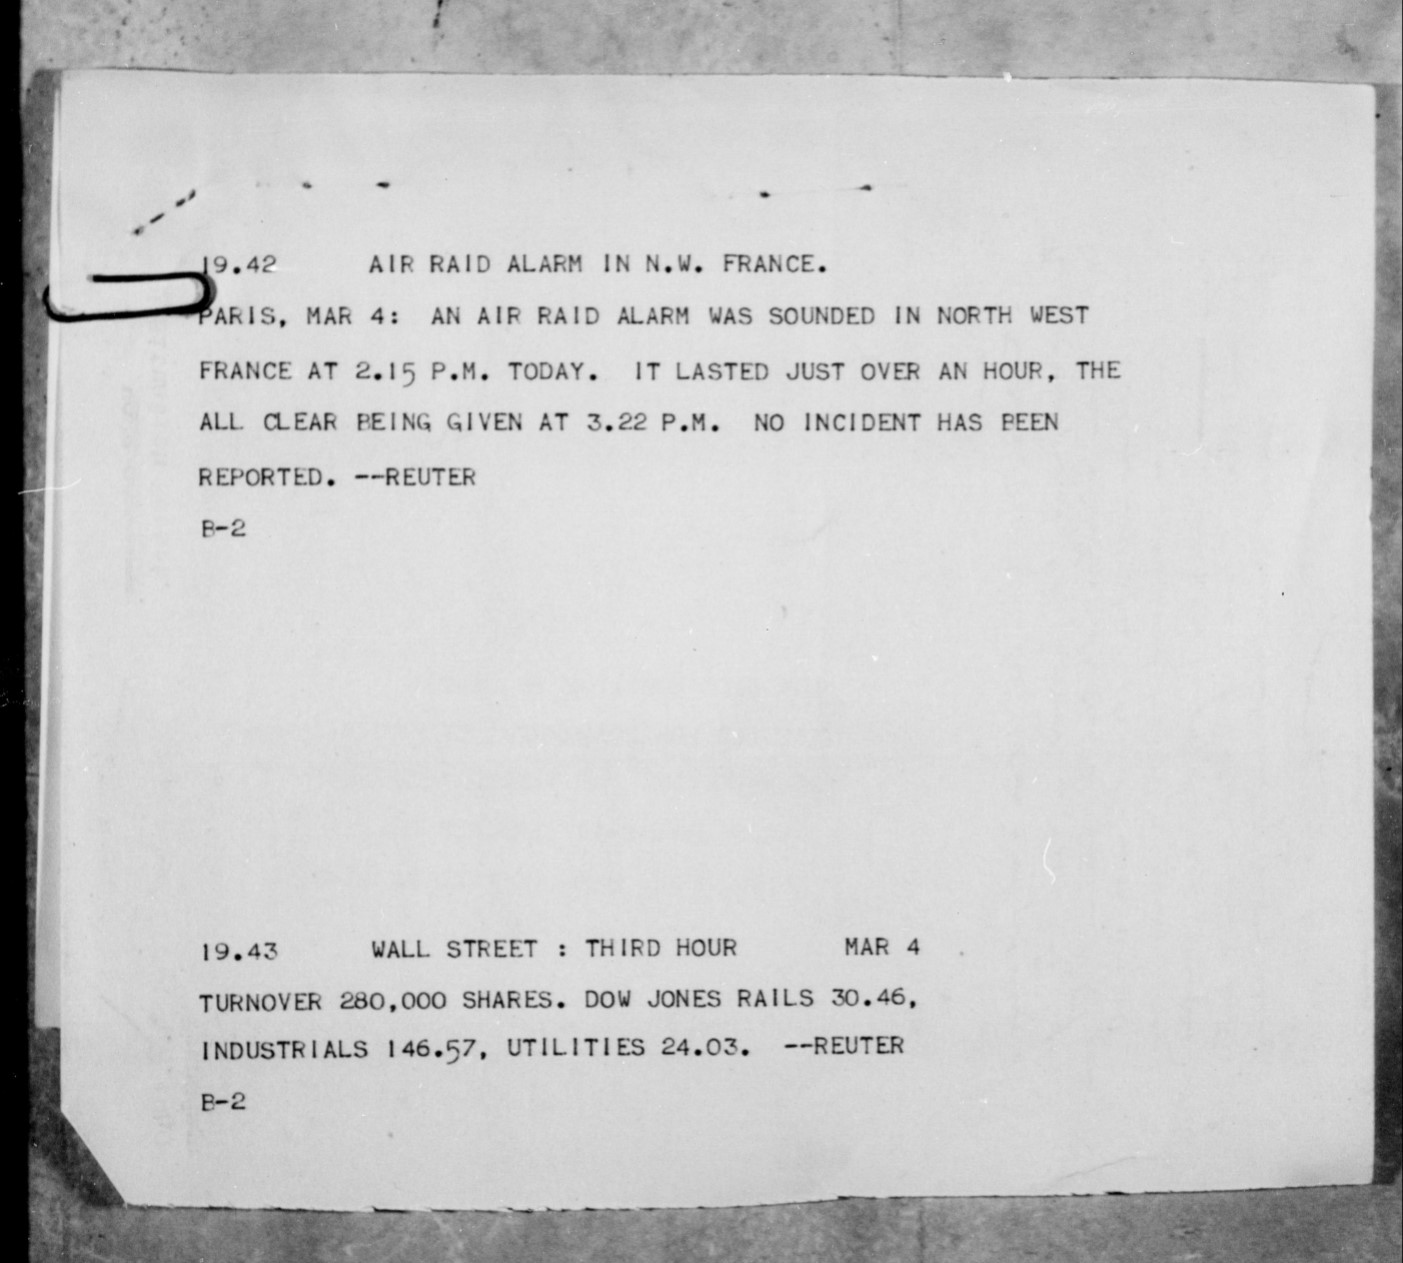 19.42 AIR RAID ALARM IN N.W. FRANCE.
PARIS, MAR 4: AN AIR RAID ALARM WAS SOUNDED IN NORTH WEST
FRANCE AT 2.15 P.M. TODAY. IT LASTED JUST OVER AN HOUR, THE
ALL CLEAR BEING GIVEN AT 3.22 P.M. NO INCIDENT HAS BEEN
REPORTED. --REUTER
B-2
19.43 WALL STREET : THIRD HOUR MAR 4
TURNOVER 280,000 SHARES. DOW JONES RAILS 30.46,
INDUSTRIALS 146.57, UTILITIES 24.03. --REUTER
B-2